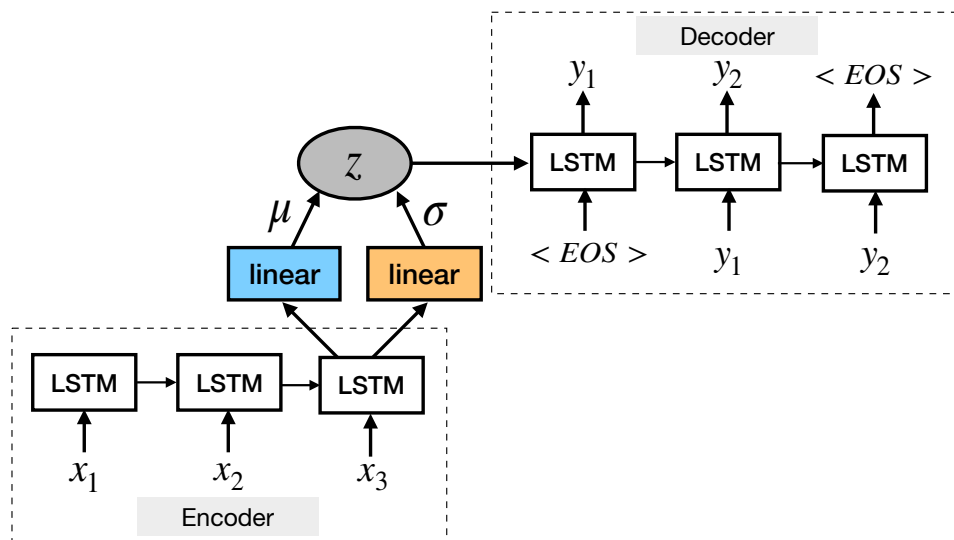 Decoder
y₁ y₂ < EOS >
LSTM LSTM LSTM
< EOS > y₁ y₂
z
μ σ
linear linear
LSTM LSTM LSTM
x₁ x₂ x₃
Encoder